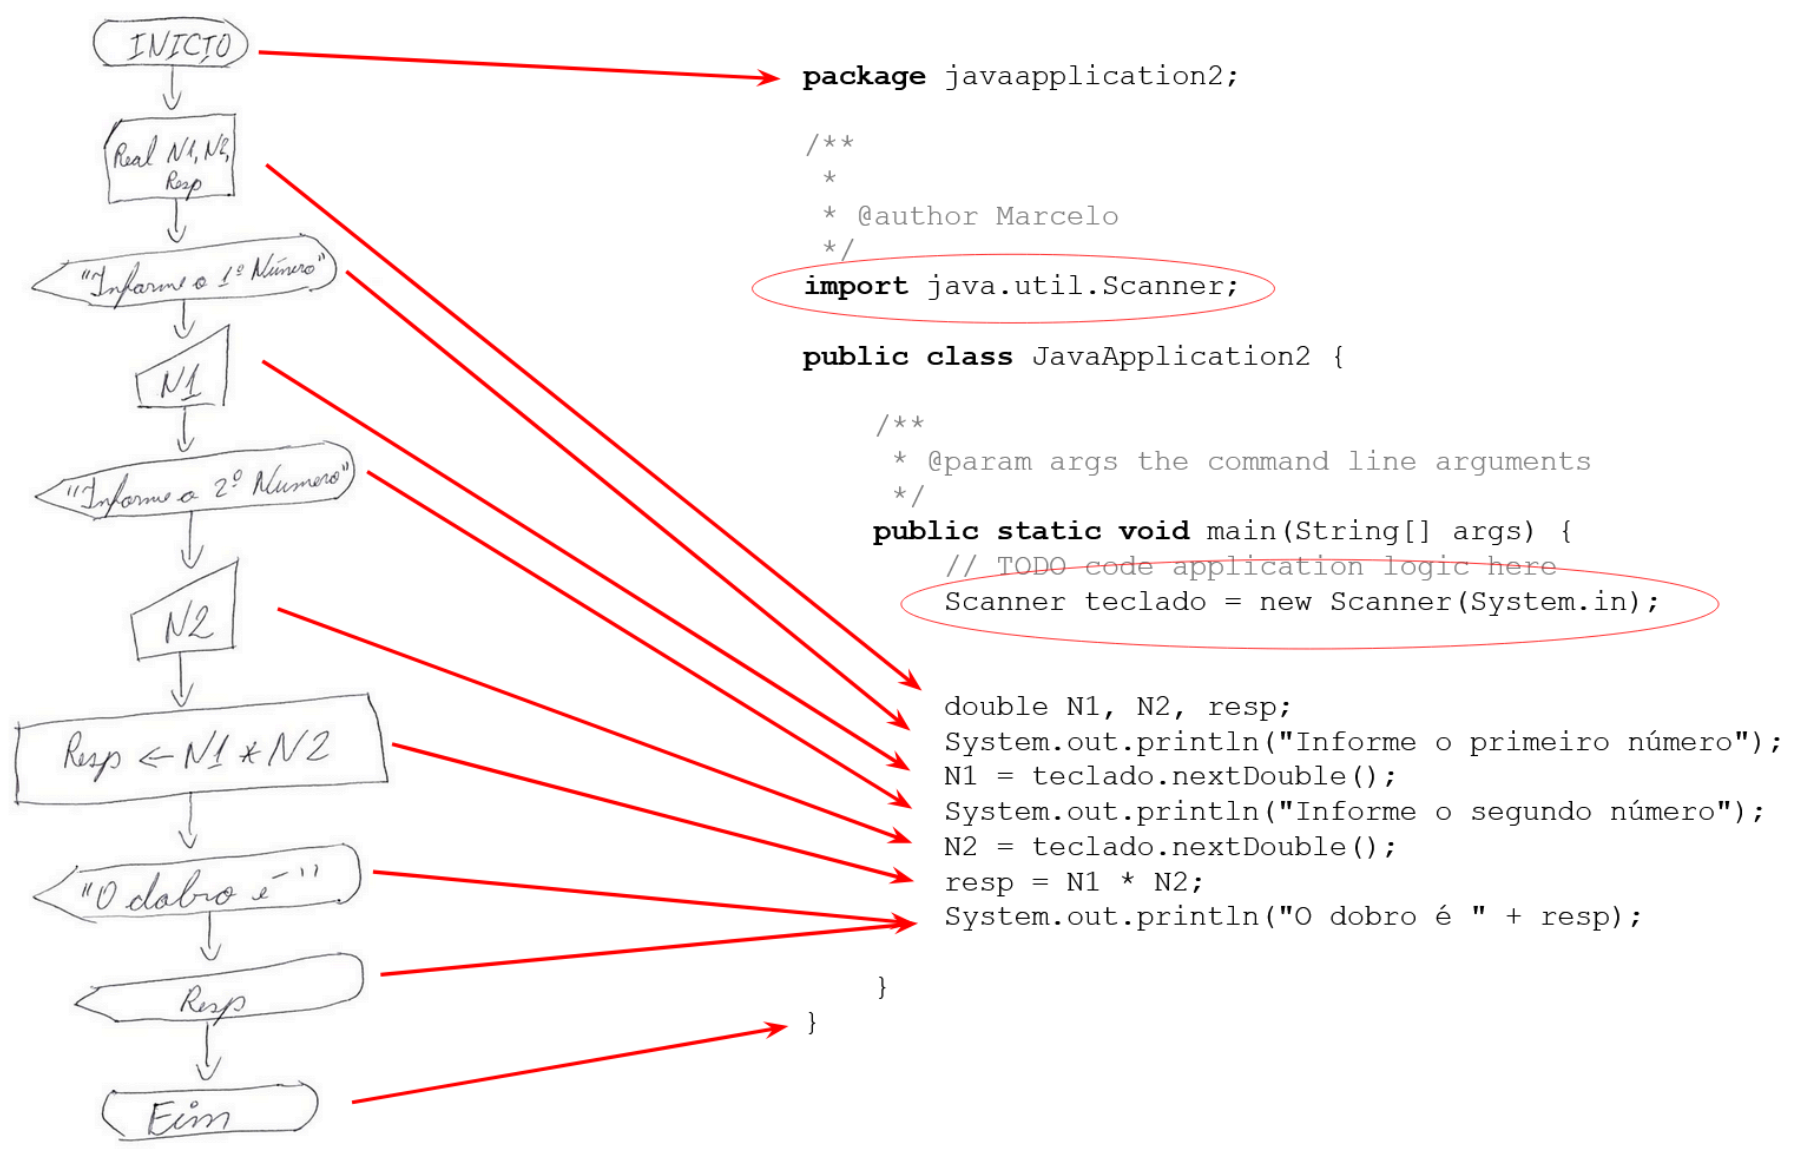 INICIO
Real N1, N2,
Resp
"Informe o 1º Número"
N1
"Informe o 2º Numero"
N2
Resp ← N1 * N2
"O dobro é"
Resp
Fim
package javaapplication2;
/**
*
* @author Marcelo
*/
import java.util.Scanner;
public class JavaApplication2 {
/**
* @param args the command line arguments
*/
public static void main(String[] args) {
// TODO code application logic here
Scanner teclado = new Scanner(System.in);
double N1, N2, resp;
System.out.println("Informe o primeiro número");
N1 = teclado.nextDouble();
System.out.println("Informe o segundo número");
N2 = teclado.nextDouble();
resp = N1 * N2;
System.out.println("O dobro é " + resp);
}
}